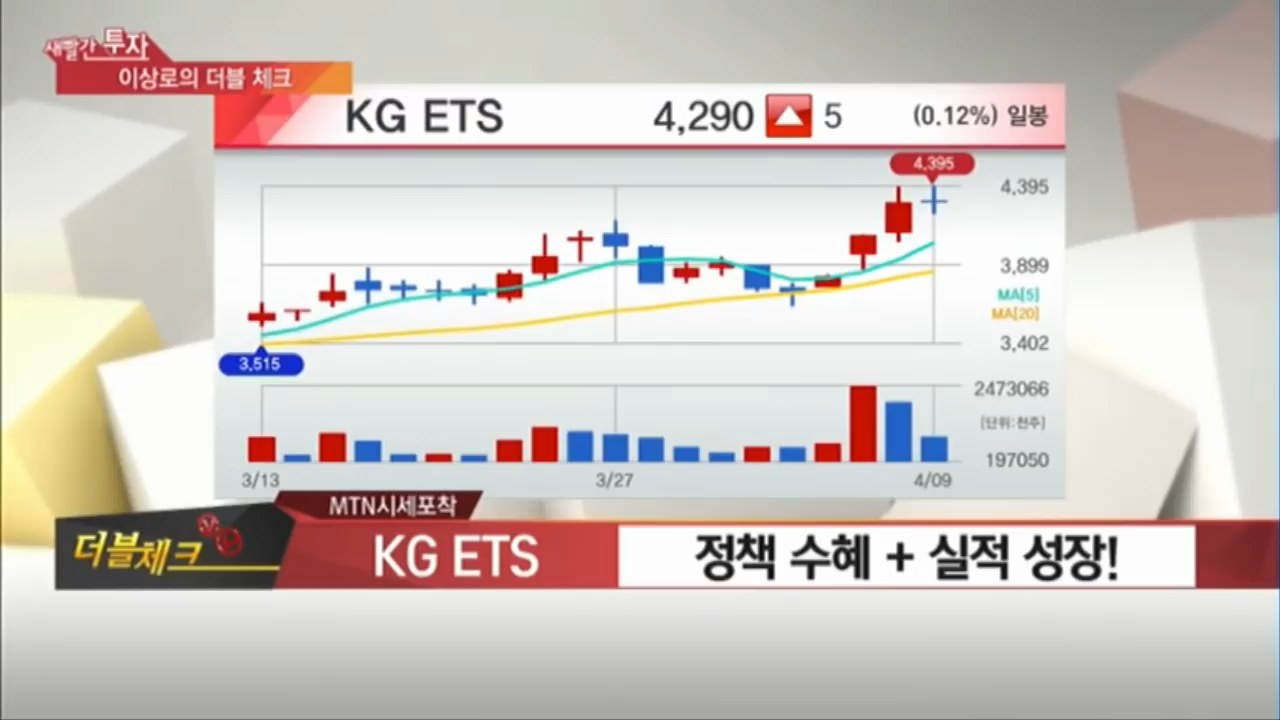 새빨간 투자
이상로의 더블 체크
KG ETS 4,290 5 (0.12%) 일봉
4,395
4,395
3,899
MA[5]
MA[20]
3,402
3,515
2473066
[단위:천주]
197050
3/13 3/27 4/09
MTN시세포착
더블체크 KG ETS 정책 수혜 + 실적 성장!